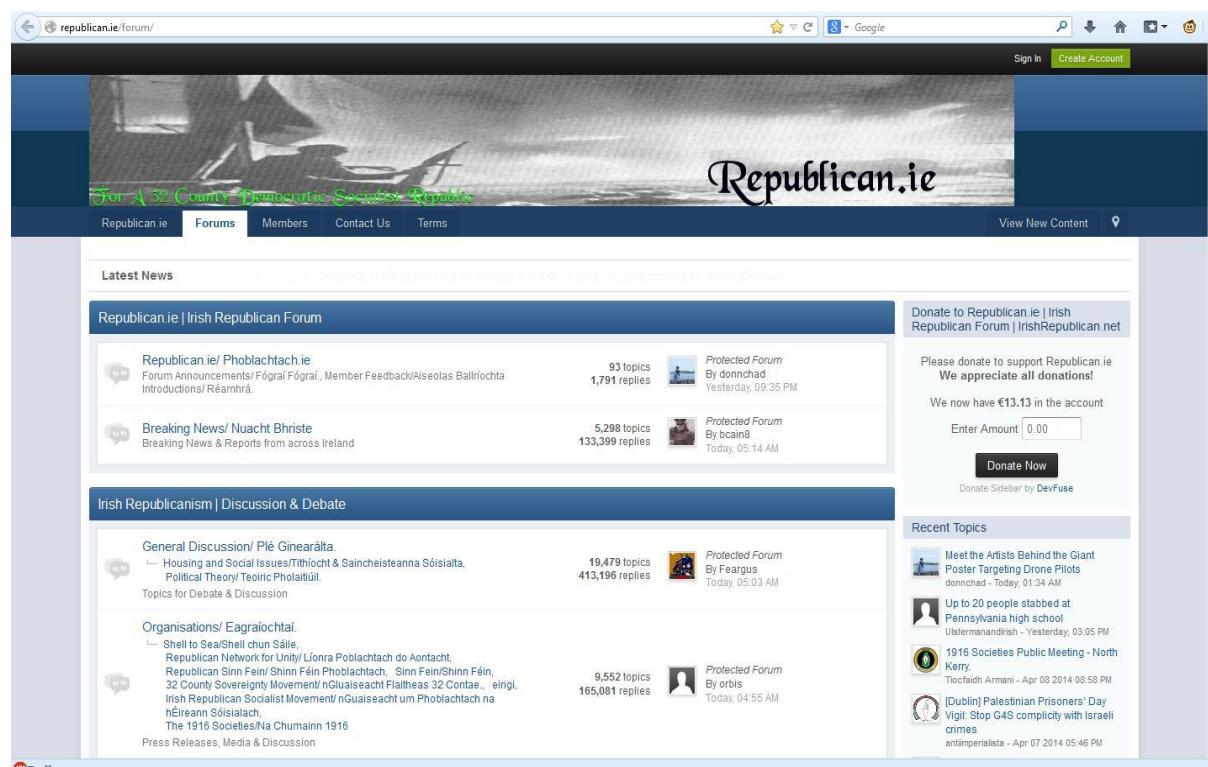 republican.ie/forum/
Google
Sign In
Create Account
For A 32 County Democratic Socialist Republic
Republican.ie
Republican.ie
Forums
Members
Contact Us
Terms
View New Content
Latest News
Republican.ie | Irish Republican Forum
Republican.ie/ Phoblachtach.ie
Forum Announcements/ Fógraí Fógraí., Member Feedback/Aiseolas Ballríochta
Introductions/ Réamhrá.
93 topics
1,791 replies
Protected Forum
By donnchad
Yesterday, 09:35 PM
Breaking News/ Nuacht Bhriste
Breaking News & Reports from across Ireland
5,298 topics
133,399 replies
Protected Forum
By bcain8
Today, 05:14 AM
Irish Republicanism | Discussion & Debate
General Discussion/ Plé Ginearálta.
Housing and Social Issues/Tithíocht & Saincheisteanna Sóisialta,
Political Theory/ Teoiric Pholaitiúil.
Topics for Debate & Discussion
19,479 topics
413,196 replies
Protected Forum
By Feargus
Today, 05:03 AM
Organisations/ Eagraíochtaí.
Shell to Sea/Shell chun Sáile,
Republican Network for Unity/ Líonra Poblachtach do Aontacht,
Republican Sinn Fein/ Shinn Féin Phoblachtach, Sinn Fein/Shinn Féin,
32 County Sovereignty Movement/ nGluaiseacht Flaitheas 32 Contae., eirigi,
Irish Republican Socialist Movement/ nGluaiseacht um Phoblachtach na
hÉireann Sóisialach,
The 1916 Societies/Na Chumainn 1916
Press Releases, Media & Discussion
9,552 topics
165,081 replies
Protected Forum
By orbis
Today, 04:55 AM
Donate to Republican.ie | Irish
Republican Forum | IrishRepublican.net
Please donate to support Republican.ie
We appreciate all donations!
We now have €13.13 in the account
Enter Amount 0.00
Donate Now
Donate Sidebar by DevFuse
Recent Topics
Meet the Artists Behind the Giant
Poster Targeting Drone Pilots
donnchad - Today, 01:34 AM
Up to 20 people stabbed at
Pennsylvania high school
UlstermanandIrish - Yesterday, 03:05 PM
1916 Societies Public Meeting - North
Kerry.
Tiocfaidh Armani - Apr 08 2014 08:58 PM
[Dublin] Palestinian Prisoners' Day
Vigil: Stop G4S complicity with Israeli
crimes
antiimperialista - Apr 07 2014 05:46 PM